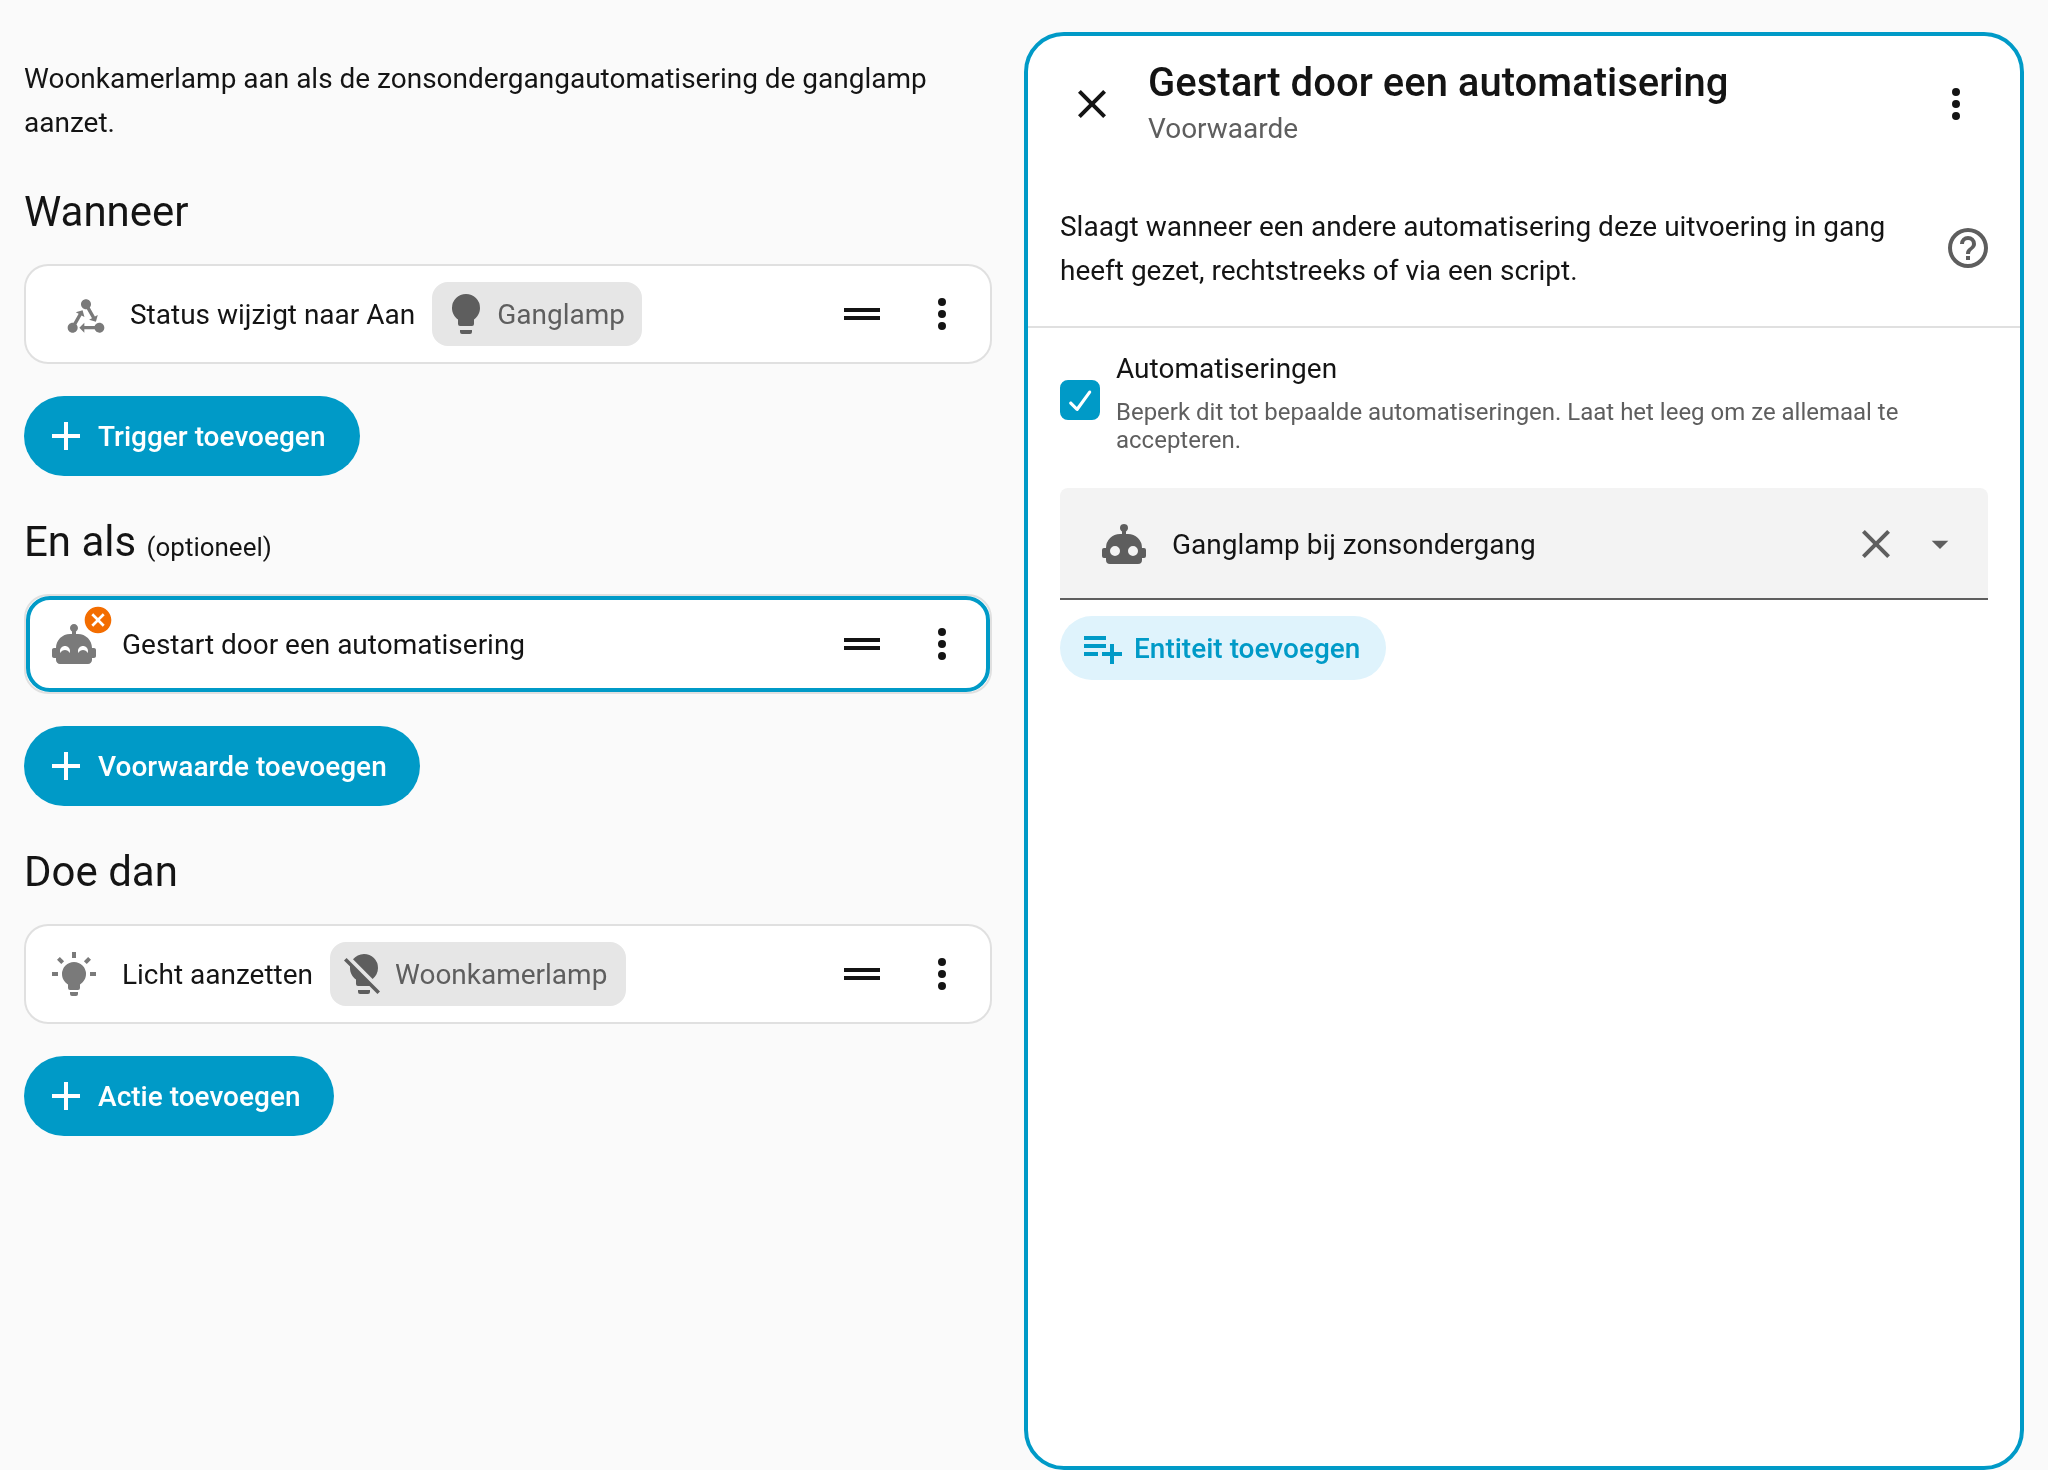 Woonkamerlamp aan als de zonsondergangautomatisering de ganglamp
aanzet.
Wanneer
Status wijzigt naar Aan Ganglamp
Trigger toevoegen
En als (optioneel)
Gestart door een automatisering
Voorwaarde toevoegen
Doe dan
Licht aanzetten Woonkamerlamp
Actie toevoegen
Gestart door een automatisering
Voorwaarde
Slaagt wanneer een andere automatisering deze uitvoering in gang
heeft gezet, rechtstreeks of via een script.
Automatiseringen
Beperk dit tot bepaalde automatiseringen. Laat het leeg om ze allemaal te
accepteren.
Ganglamp bij zonsondergang
Entiteit toevoegen